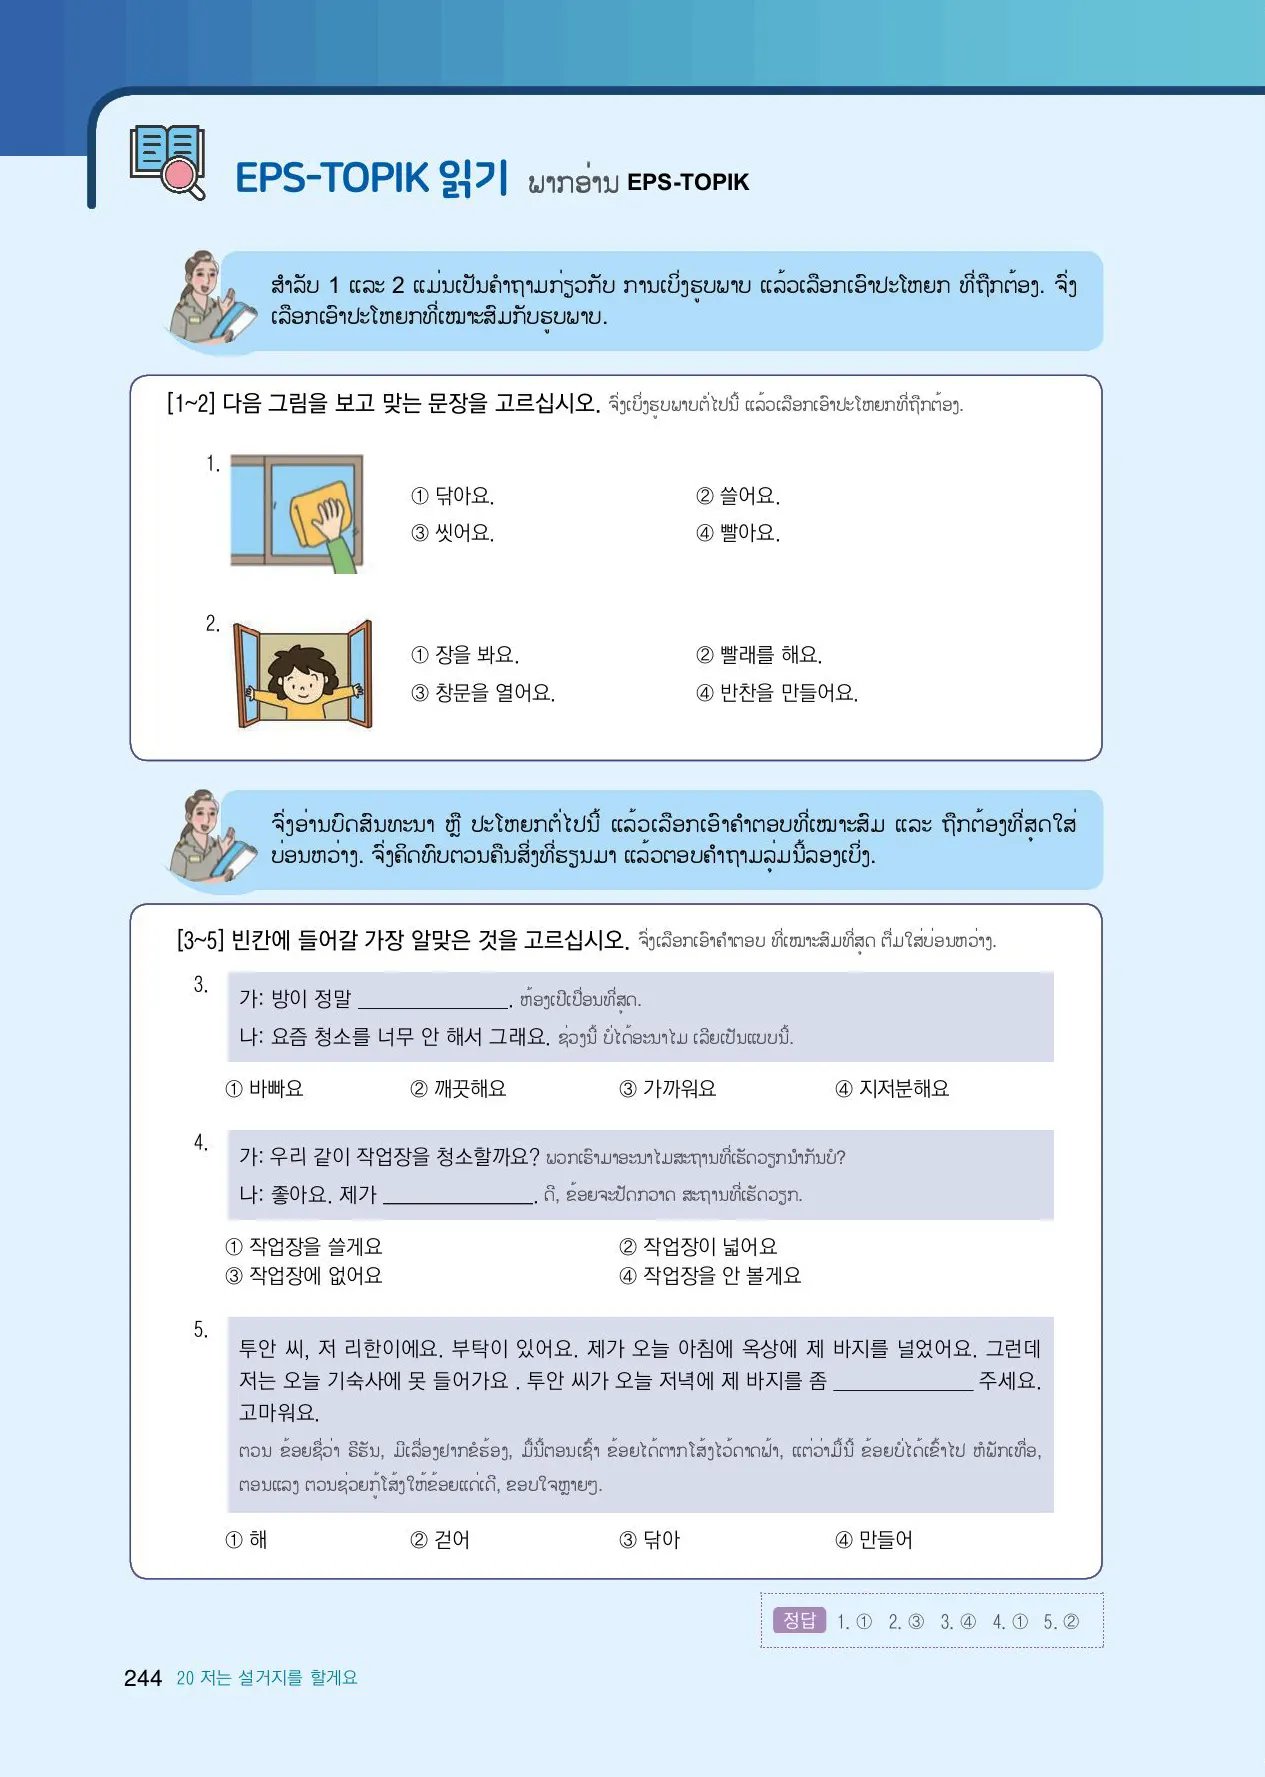 EPS-TOPIK 읽기 ພາກອ່ານ EPS-TOPIK
ສຳລັບ 1 ແລະ 2 ແມ່ນເປັນຄຳຖາມກ່ຽວກັບ ການເບິ່ງຮູບພາບ ແລ້ວເລືອກເອົາປະໂຫຍກ ທີ່ຖືກຕ້ອງ. ຈົ່ງ
ເລືອກເອົາປະໂຫຍກທີ່ເໝາະສົມກັບຮູບພາບ.
[1~2] 다음 그림을 보고 맞는 문장을 고르십시오. ຈົ່ງເບິ່ງຮູບພາບຕໍ່ໄປນີ້ ແລ້ວເລືອກເອົາປະໂຫຍກທີ່ຖືກຕ້ອງ.
1.
① 닦아요. ② 쓸어요.
③ 씻어요. ④ 빨아요.
2.
① 장을 봐요. ② 빨래를 해요.
③ 창문을 열어요. ④ 반찬을 만들어요.
ຈົ່ງອ່ານບົດສົນທະນາ ຫຼື ປະໂຫຍກຕໍ່ໄປນີ້ ແລ້ວເລືອກເອົາຄຳຕອບທີ່ເໝາະສົມ ແລະ ຖືກຕ້ອງທີ່ສຸດໃສ່
ບ່ອນຫວ່າງ. ຈົ່ງຄິດທົບຕວນຄືນສິ່ງທີ່ຮຽນມາ ແລ້ວຕອບຄຳຖາມລຸ່ມນີ້ລອງເບິ່ງ.
[3~5] 빈칸에 들어갈 가장 알맞은 것을 고르십시오. ຈົ່ງເລືອກເອົາຄຳຕອບ ທີ່ເໝາະສົມທີ່ສຸດ ຕື່ມໃສ່ບ່ອນຫວ່າງ.
3.
가: 방이 정말 ______________. ຫ້ອງເປິເປື່ອນທີ່ສຸດ.
나: 요즘 청소를 너무 안 해서 그래요. ຊ່ວງນີ້ ບໍ່ໄດ້ອະນາໄມ ເລີຍເປັນແບບນີ້.
① 바빠요 ② 깨끗해요 ③ 가까워요 ④ 지저분해요
4.
가: 우리 같이 작업장을 청소할까요? ພວກເຮົາມາອະນາໄມສະຖານທີ່ເຮັດວຽກນຳກັນບໍ?
나: 좋아요. 제가 ______________. ດີ, ຂ້ອຍຈະປັດກວາດ ສະຖານທີ່ເຮັດວຽກ.
① 작업장을 쓸게요 ② 작업장이 넓어요
③ 작업장에 없어요 ④ 작업장을 안 볼게요
5.
투안 씨, 저 리한이에요. 부탁이 있어요. 제가 오늘 아침에 옥상에 제 바지를 널었어요. 그런데
저는 오늘 기숙사에 못 들어가요 . 투안 씨가 오늘 저녁에 제 바지를 좀 _____________ 주세요.
고마워요.
ຕວນ ຂ້ອຍຊື່ວ່າ ຣີຮັນ, ມີເລື່ອງຢາກຂໍຮ້ອງ, ມື້ນີ້ຕອນເຊົ້າ ຂ້ອຍໄດ້ຕາກໂສ້ງໄວ້ດາດຟ້າ, ແຕ່ວ່າມື້ນີ້ ຂ້ອຍບໍ່ໄດ້ເຂົ້າໄປ ຫໍພັກເທື່ອ,
ຕອນແລງ ຕວນຊ່ວຍກູ້ໂສ້ງໃຫ້ຂ້ອຍແດ່ເດີ, ຂອບໃຈຫຼາຍໆ.
① 해 ② 걷어 ③ 닦아 ④ 만들어
정답 1. ① 2. ③ 3. ④ 4. ① 5. ②
244 20 저는 설거지를 할게요